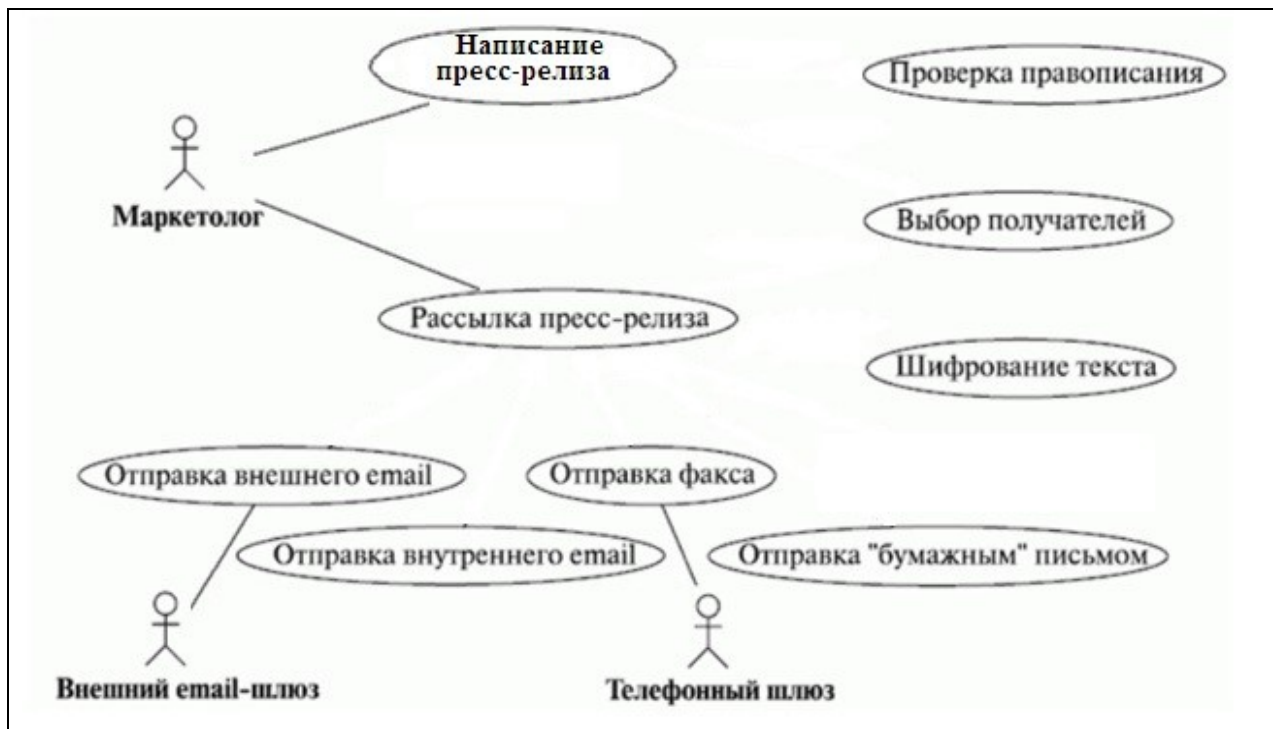 Написание
пресс-релиза
Проверка правописания
Маркетолог
Выбор получателей
Рассылка пресс-релиза
Шифрование текста
Отправка внешнего email
Отправка факса
Отправка внутреннего email
Отправка "бумажным" письмом
Внешний email-шлюз
Телефонный шлюз